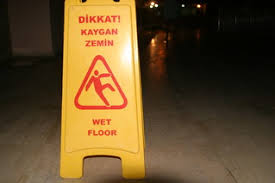 DİKKAT!
KAYGAN
ZEMİN
WET
FLOOR